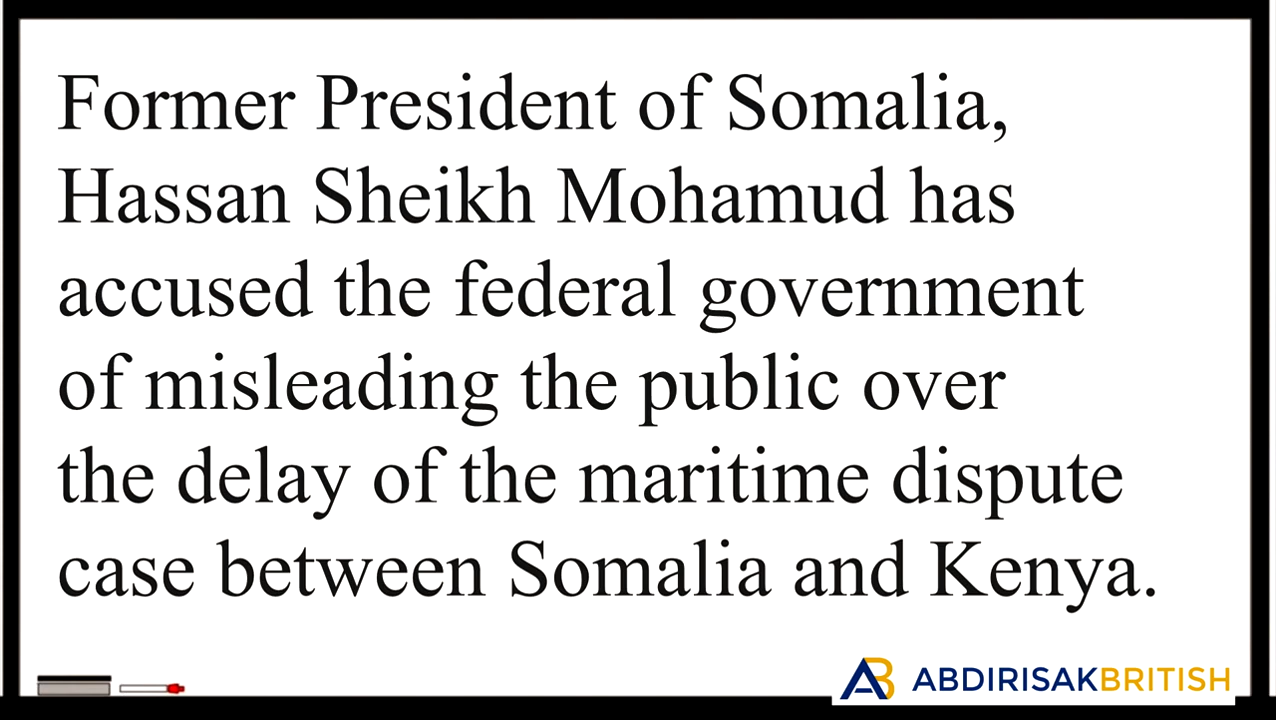 Former President of Somalia,
Hassan Sheikh Mohamud has
accused the federal government
of misleading the public over
the delay of the maritime dispute
case between Somalia and Kenya.
AB ABDIRISAKBRITISH